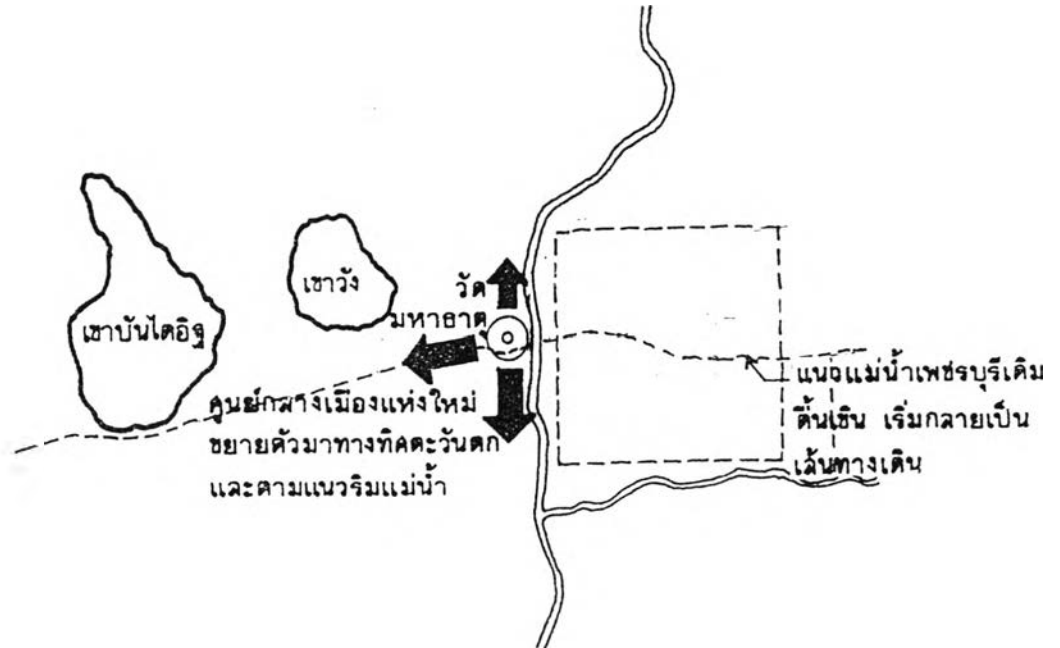 เขาวัง
วัด
มหาธาตุ
เขาบันไดอิฐ
ศูนย์กลางเมืองแห่งใหม่
ขยายตัวมาทางทิศตะวันตก
และตามแนวริมแม่น้ำ
แนวแม่น้ำเพชรบุรีเดิม
ตื้นเขิน เริ่มกลายเป็น
เส้นทางเดิน